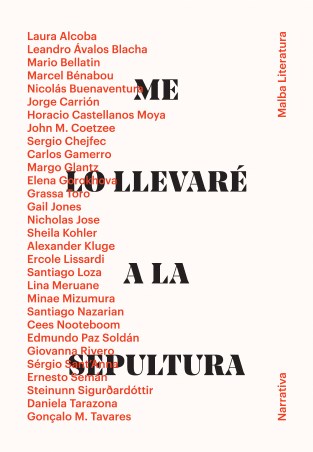 Laura Alcoba
Leandro Ávalos Blacha
Mario Bellatin
Marcel Bénabou
Nicolás Buenaventura
Jorge Carrión
Horacio Castellanos Moya
John M. Coetzee
Sergio Chejfec
Carlos Gamerro
Margo Glantz
Elena Gorokhova
Grassa Toro
Gail Jones
Nicholas Jose
Sheila Kohler
Alexander Kluge
Ercole Lissardi
Santiago Loza
Lina Meruane
Minae Mizumura
Santiago Nazarian
Cees Nooteboom
Edmundo Paz Soldán
Giovanna Rivero
Sérgio Sant'Anna
Ernesto Semán
Steinunn Sigurðardóttir
Daniela Tarazona
Gonçalo M. Tavares
ME
LO LLEVARÉ
A LA
SEPULTURA
Malba Literatura
Narrativa